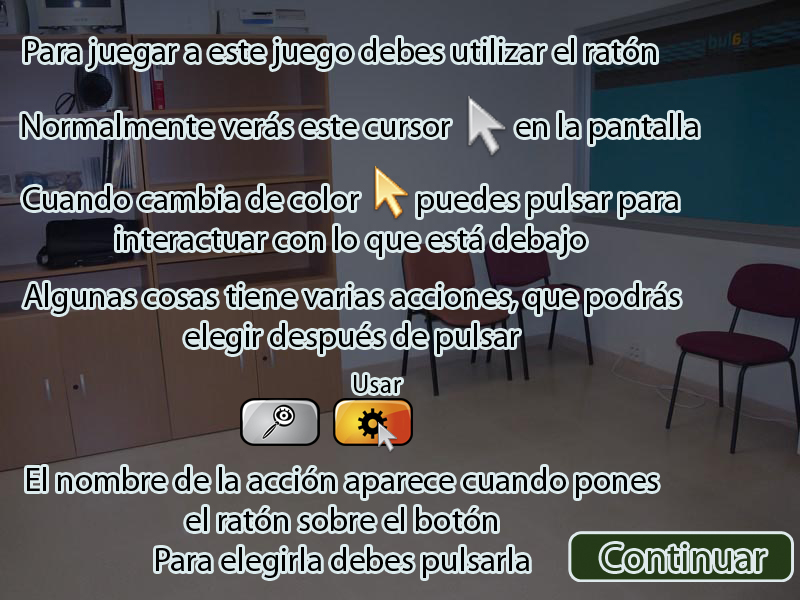 Para juegar a este juego debes utilizar el ratón
Normalmente verás este cursor en la pantalla
Cuando cambia de color puedes pulsar para
interactuar con lo que está debajo
Algunas cosas tiene varias acciones, que podrás
elegir después de pulsar
Usar
El nombre de la acción aparece cuando pones
el ratón sobre el botón
Para elegirla debes pulsarla
Continuar